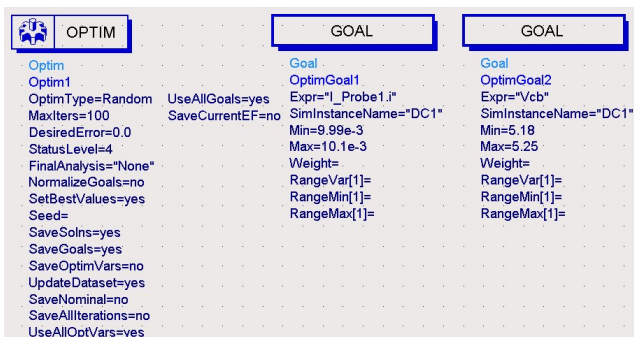 OPTIM
Optim
Optim1
OptimType=Random UseAllGoals=yes
MaxIters=100 SaveCurrentEF=no
DesiredError=0.0
StatusLevel=4
FinalAnalysis="None"
NormalizeGoals=no
SetBestValues=yes
Seed=
SaveSolns=yes
SaveGoals=yes
SaveOptimVars=no
UpdateDataset=yes
SaveNominal=no
SaveAllIterations=no
UseAllOptVars=yes
GOAL
Goal
OptimGoal1
Expr="I_Probe1.i"
SimInstanceName="DC1"
Min=9.99e-3
Max=10.1e-3
Weight=
RangeVar[1]=
RangeMin[1]=
RangeMax[1]=
GOAL
Goal
OptimGoal2
Expr="Vcb"
SimInstanceName="DC1"
Min=5.18
Max=5.25
Weight=
RangeVar[1]=
RangeMin[1]=
RangeMax[1]=